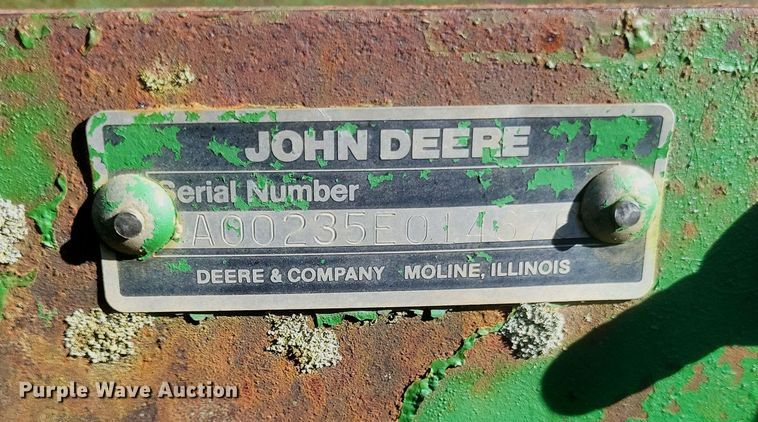 JOHN DEERE
Serial Number
A00235E014
DEERE & COMPANY MOLINE, ILLINOIS
Purple Wave Auction